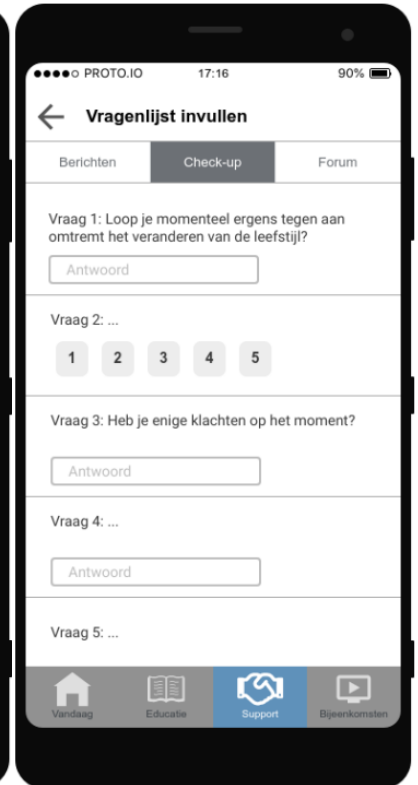 PROTO.IO 17:16 90%
Vragenlijst invullen
Berichten Check-up Forum
Vraag 1: Loop je momenteel ergens tegen aan
omtremt het veranderen van de leefstijl?
Antwoord
Vraag 2: ...
1 2 3 4 5
Vraag 3: Heb je enige klachten op het moment?
Antwoord
Vraag 4: ...
Antwoord
Vraag 5: ...
Vandaag Educatie Support Bijeenkomsten